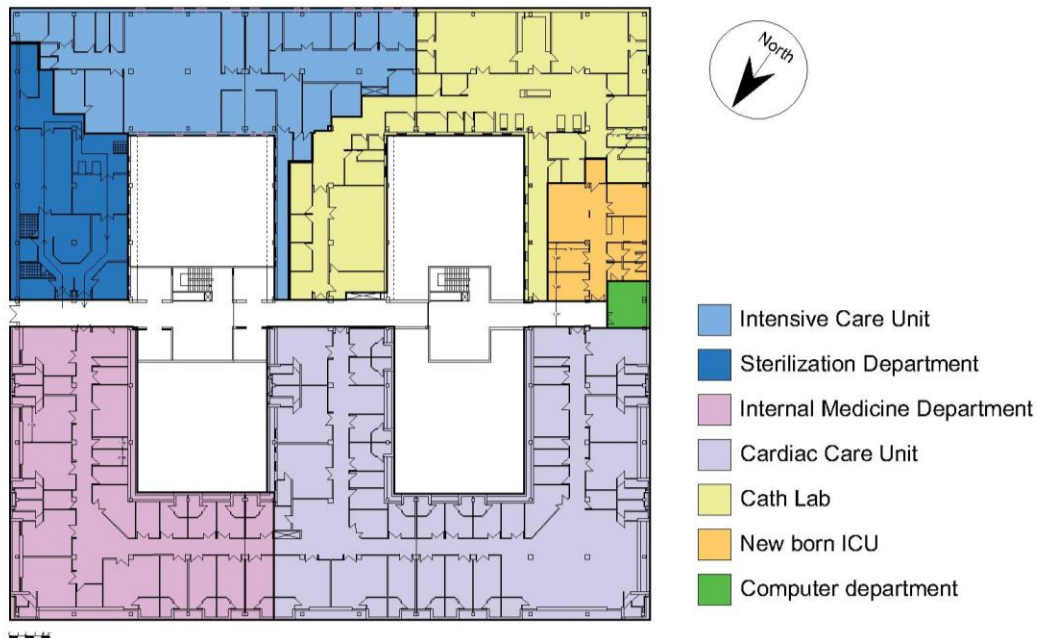 North
Intensive Care Unit
Sterilization Department
Internal Medicine Department
Cardiac Care Unit
Cath Lab
New born ICU
Computer department